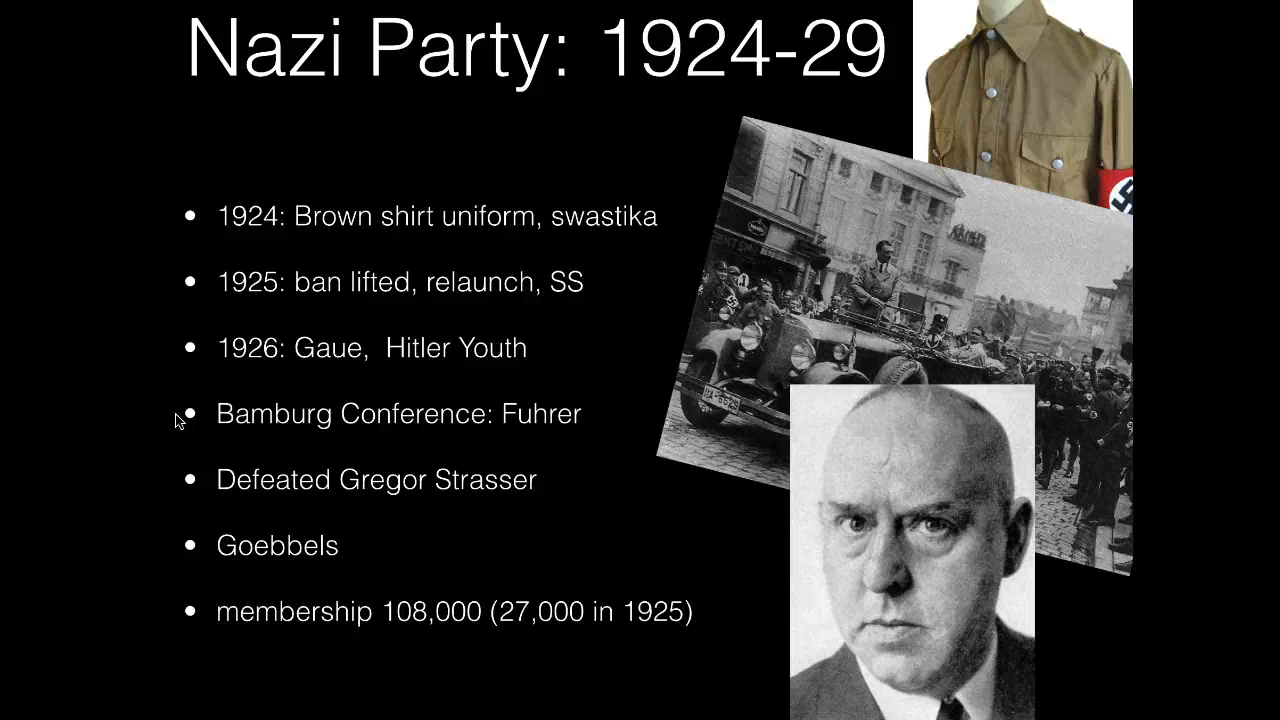 Nazi Party: 1924-29
1924: Brown shirt uniform, swastika
1925: ban lifted, relaunch, SS
1926: Gaue, Hitler Youth
Bamburg Conference: Fuhrer
Defeated Gregor Strasser
Goebbels
membership 108,000 (27,000 in 1925)